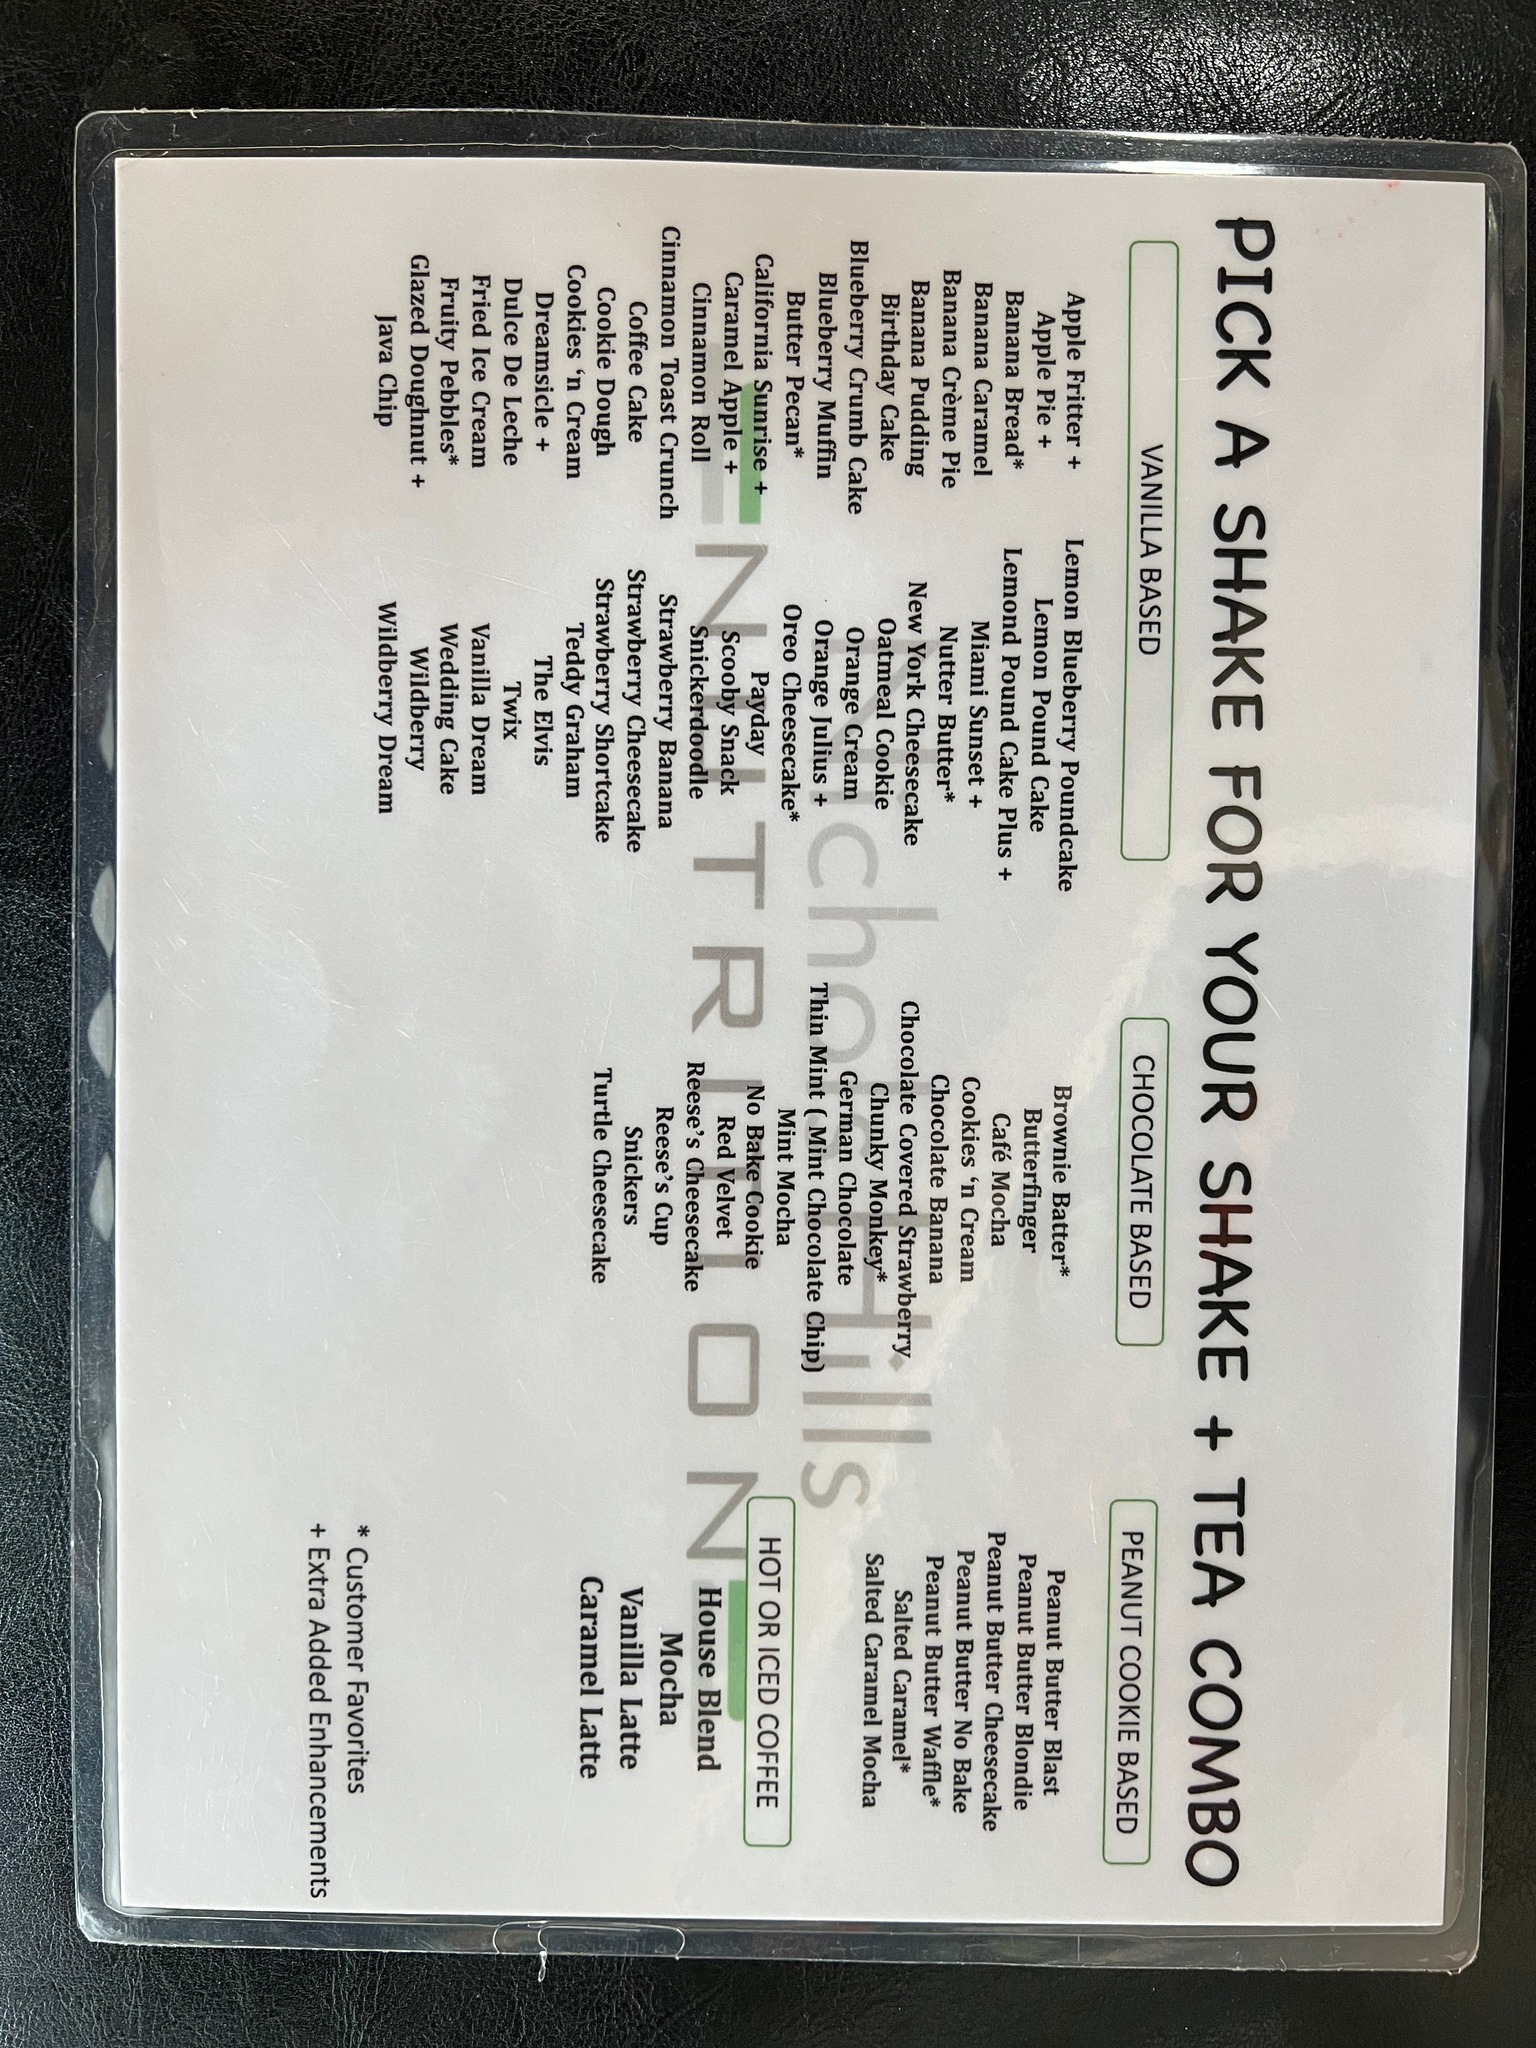 PICK A SHAKE FOR YOUR SHAKE + TEA COMBO
VANILLA BASED
Apple Fritter +
Apple Pie +
Banana Bread*
Banana Caramel
Banana Crème Pie
Banana Pudding
Birthday Cake
Blueberry Crumb Cake
Blueberry Muffin
Butter Pecan*
California Sunrise +
Caramel Apple +
Cinnamon Roll
Cinnamon Toast Crunch
Coffee Cake
Cookie Dough
Cookies ‘n Cream
Dreamsicle +
Dulce De Leche
Fried Ice Cream
Fruity Pebbles*
Glazed Doughnut +
Java Chip
Lemon Blueberry Poundcake
Lemon Pound Cake
Lemond Pound Cake Plus +
Miami Sunset +
Nutter Butter*
New York Cheesecake
Oatmeal Cookie
Orange Cream
Orange Julius +
Oreo Cheesecake*
Payday
Scooby Snack
Snickerdoodle
Strawberry Banana
Strawberry Cheesecake
Strawberry Shortcake
Teddy Graham
The Elvis
Twix
Vanilla Dream
Wedding Cake
Wildberry
Wildberry Dream
CHOCOLATE BASED
Brownie Batter*
Butterfinger
Café Mocha
Cookies ‘n Cream
Chocolate Banana
Chocolate Covered Strawberry
Chunky Monkey*
German Chocolate
Thin Mint ( Mint Chocolate Chip)
Mint Mocha
No Bake Cookie
Red Velvet
Reese’s Cheesecake
Reese’s Cup
Snickers
Turtle Cheesecake
PEANUT COOKIE BASED
Peanut Butter Blast
Peanut Butter Blondie
Peanut Butter Cheesecake
Peanut Butter No Bake
Peanut Butter Waffle*
Salted Caramel*
Salted Caramel Mocha
HOT OR ICED COFFEE
House Blend
Mocha
Vanilla Latte
Caramel Latte
* Customer Favorites
+ Extra Added Enhancements
Nichols Hills
NUTRITION